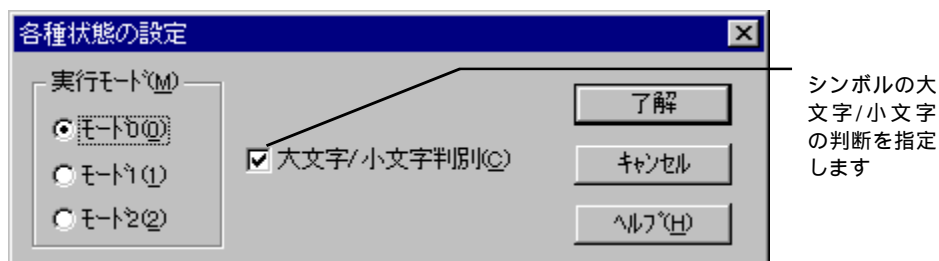 各種状態の設定
実行ﾓｰﾄﾞ(M)
ﾓｰﾄﾞ0(0)
ﾓｰﾄﾞ1(1)
ﾓｰﾄﾞ2(2)
大文字/小文字判別(C)
了解
ｷｬﾝｾﾙ
ﾍﾙﾌﾟ(H)
シンボルの大
文字/小文字
の判断を指定
します